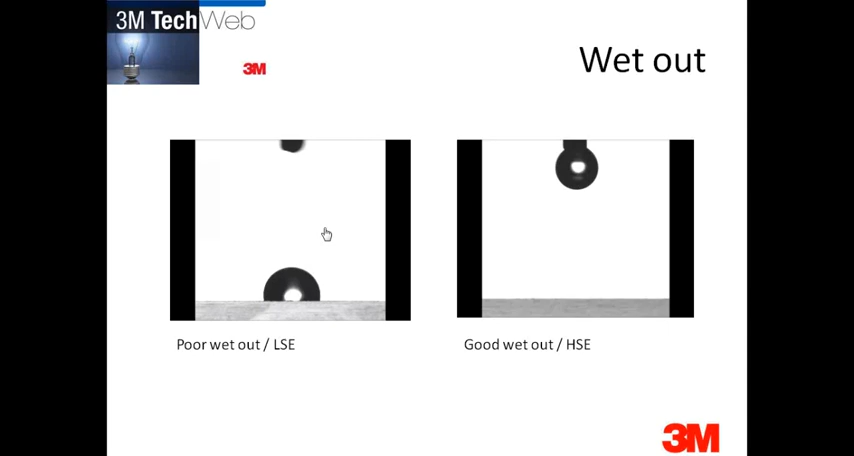 3M TechWeb
3M
Wet out
Poor wet out / LSE
Good wet out / HSE
3M